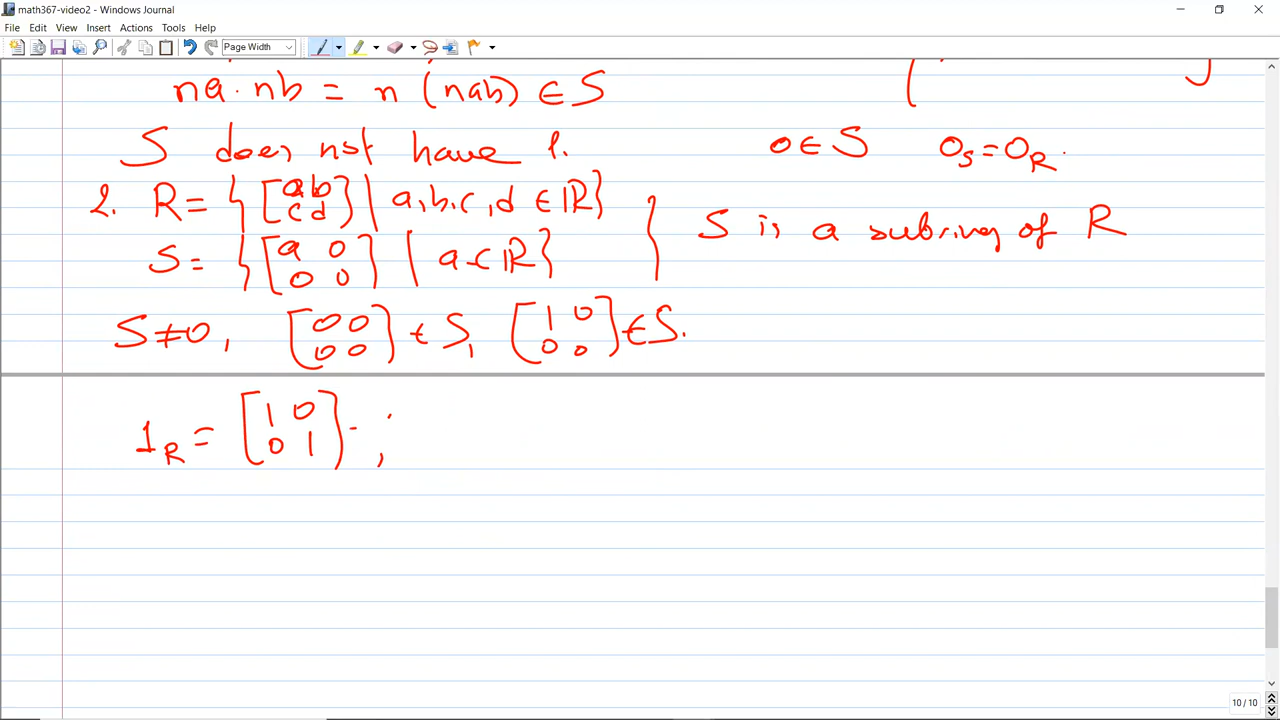 math367-video2 - Windows Journal
File Edit View Insert Actions Tools Help
Page Width
na · nb = n (nab) ∈ S
S does not have 1.
0 ∈ S 0_S = 0_R
2. R = { [a b; c d] | a, b, c, d ∈ ℝ }
S = { [a 0; 0 0] | a ∈ ℝ }
S is a subring of R
S ≠ 0, [0 0; 0 0] ∈ S, [1 0; 0 0] ∈ S.
1_R = [1 0; 0 1] ;
10 / 10